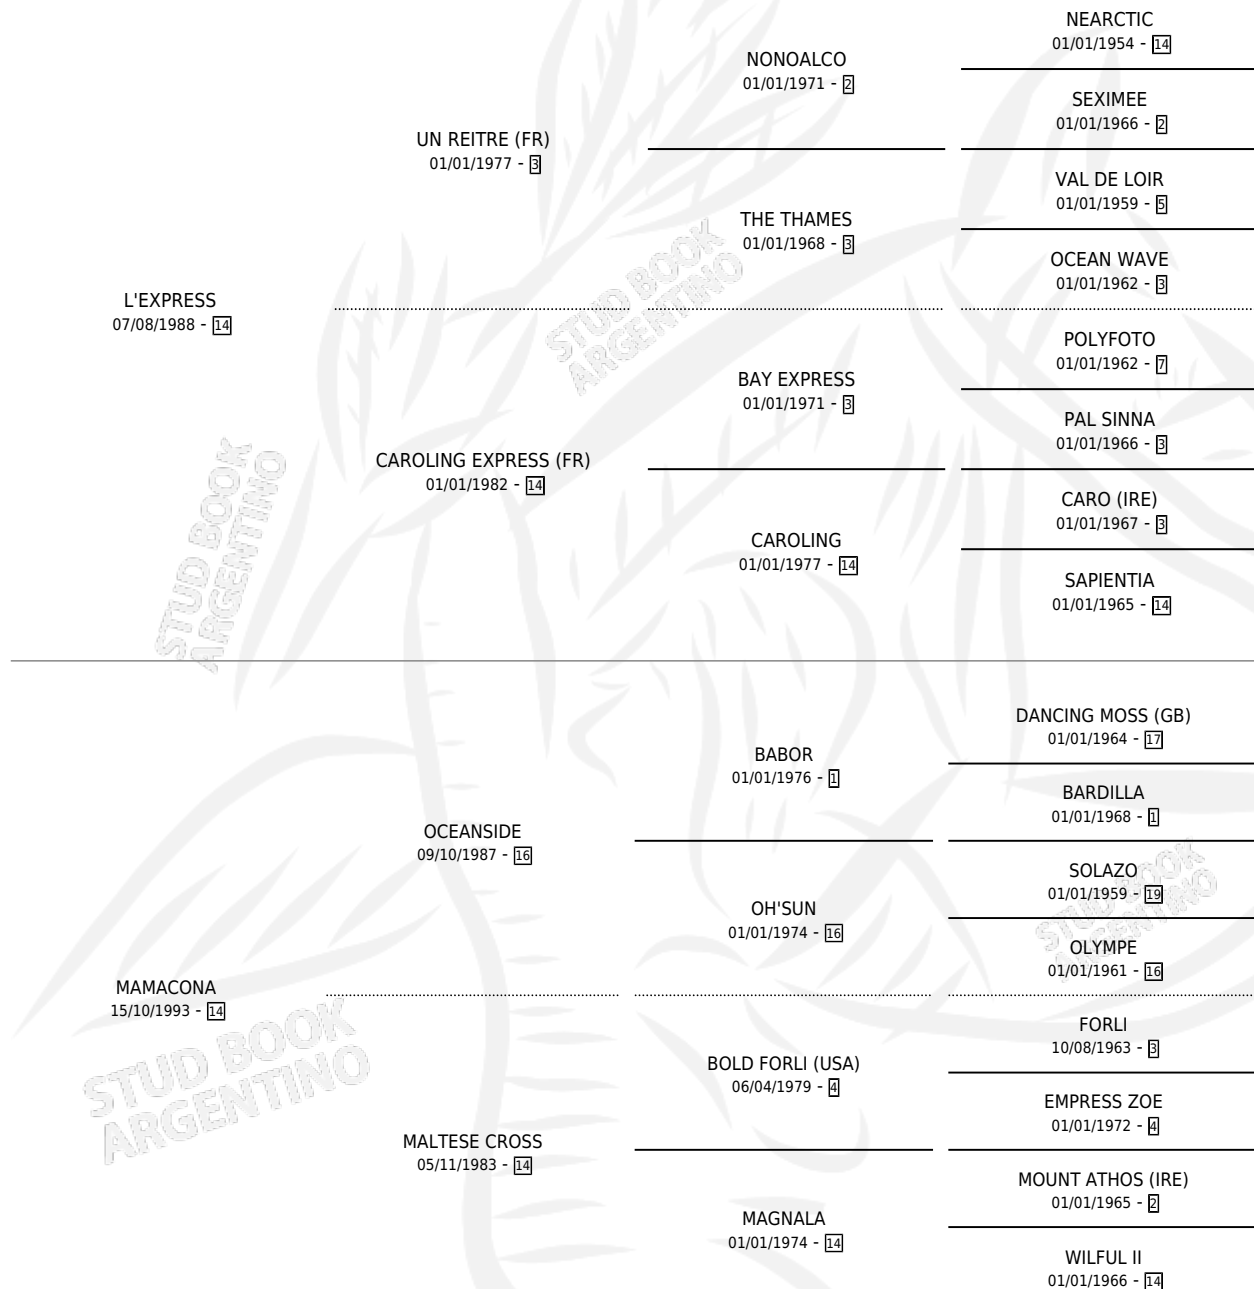 NEARCTIC
01/01/1954 - 14
NONOALCO
01/01/1971 - 2
SEXIMEE
01/01/1966 - 2
UN REITRE (FR)
01/01/1977 - 3
VAL DE LOIR
01/01/1959 - 5
THE THAMES
01/01/1968 - 3
OCEAN WAVE
01/01/1962 - 3
L'EXPRESS
07/08/1988 - 14
STUD BOOK
ARGENTINO
POLYFOTO
01/01/1962 - 7
BAY EXPRESS
01/01/1971 - 3
PAL SINNA
01/01/1966 - 3
CAROLING EXPRESS (FR)
01/01/1982 - 14
CARO (IRE)
01/01/1967 - 3
CAROLING
01/01/1977 - 14
SAPIENTIA
01/01/1965 - 14
STUD BOOK
ARGENTINO
DANCING MOSS (GB)
01/01/1964 - 17
BABOR
01/01/1976 - 1
BARDILLA
01/01/1968 - 1
OCEANSIDE
09/10/1987 - 16
SOLAZO
01/01/1959 - 19
OH'SUN
01/01/1974 - 16
OLYMPE
01/01/1961 - 16
STUD BOOK
ARGENTINO
MAMACONA
15/10/1993 - 14
STUD BOOK
ARGENTINO
FORLI
10/08/1963 - 3
BOLD FORLI (USA)
06/04/1979 - 4
EMPRESS ZOE
01/01/1972 - 4
MALTESE CROSS
05/11/1983 - 14
MOUNT ATHOS (IRE)
01/01/1965 - 2
MAGNALA
01/01/1974 - 14
WILFUL II
01/01/1966 - 14